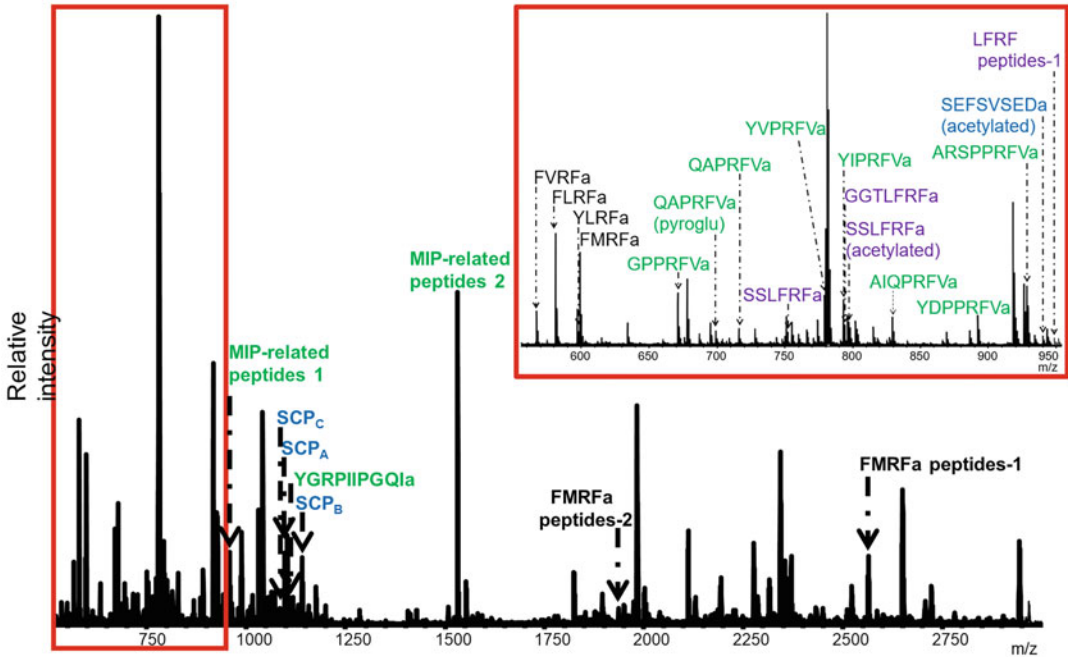 Relative
intensity
MIP-related
peptides 1
SCPC
SCPA
YGRPIIPGQIa
SCPB
MIP-related
peptides 2
FMRFa
peptides-2
FMRFa peptides-1
750
1000
1250
1500
1750
2000
2250
2500
2750
m/z
FVRFa
FLRFa
YLRFa
FMRFa
GPPRFVa
QAPRFVa
(pyroglu)
QAPRFVa
YVPRFVa
SSLFRFa
YIPRFVa
GGTLFRFa
SSLFRFa
(acetylated)
AIQPRFVa
YDPPRFVa
ARSPPRFVa
SEFSVSEDa
(acetylated)
LFRF
peptides-1
600
650
700
750
800
850
900
950
m/z